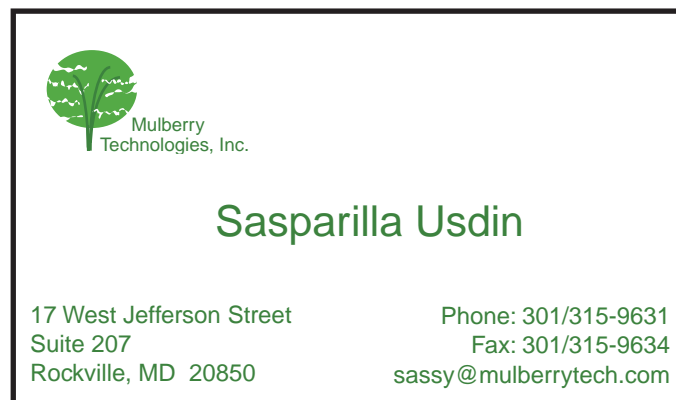 Mulberry
Technologies, Inc.
Sasparilla Usdin
17 West Jefferson Street
Suite 207
Rockville, MD  20850
Phone: 301/315-9631
Fax: 301/315-9634
sassy@mulberrytech.com